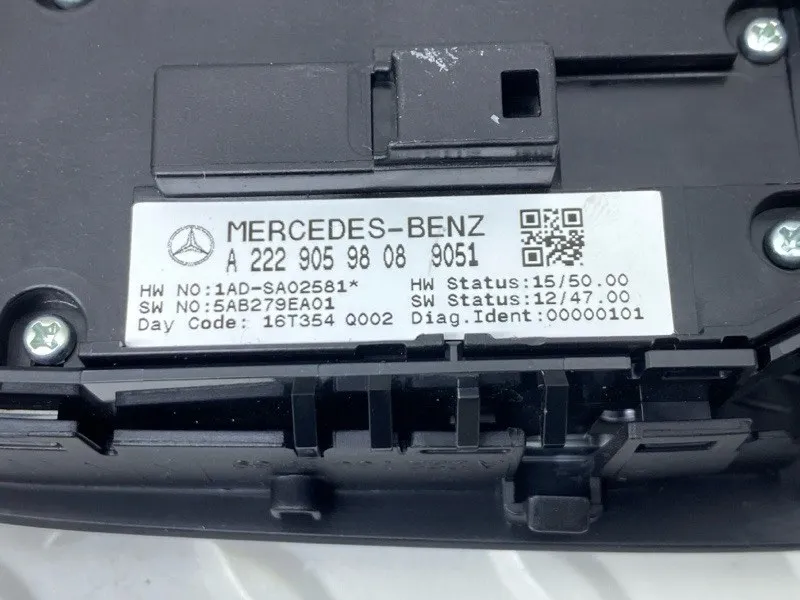 MERCEDES-BENZ
A 222 905 98 08 9051
HW NO:1AD-SA02581* HW Status:15/50.00
SW NO:5AB279EA01 SW Status:12/47.00
Day Code: 16T354 Q002 Diag.Ident:00000101